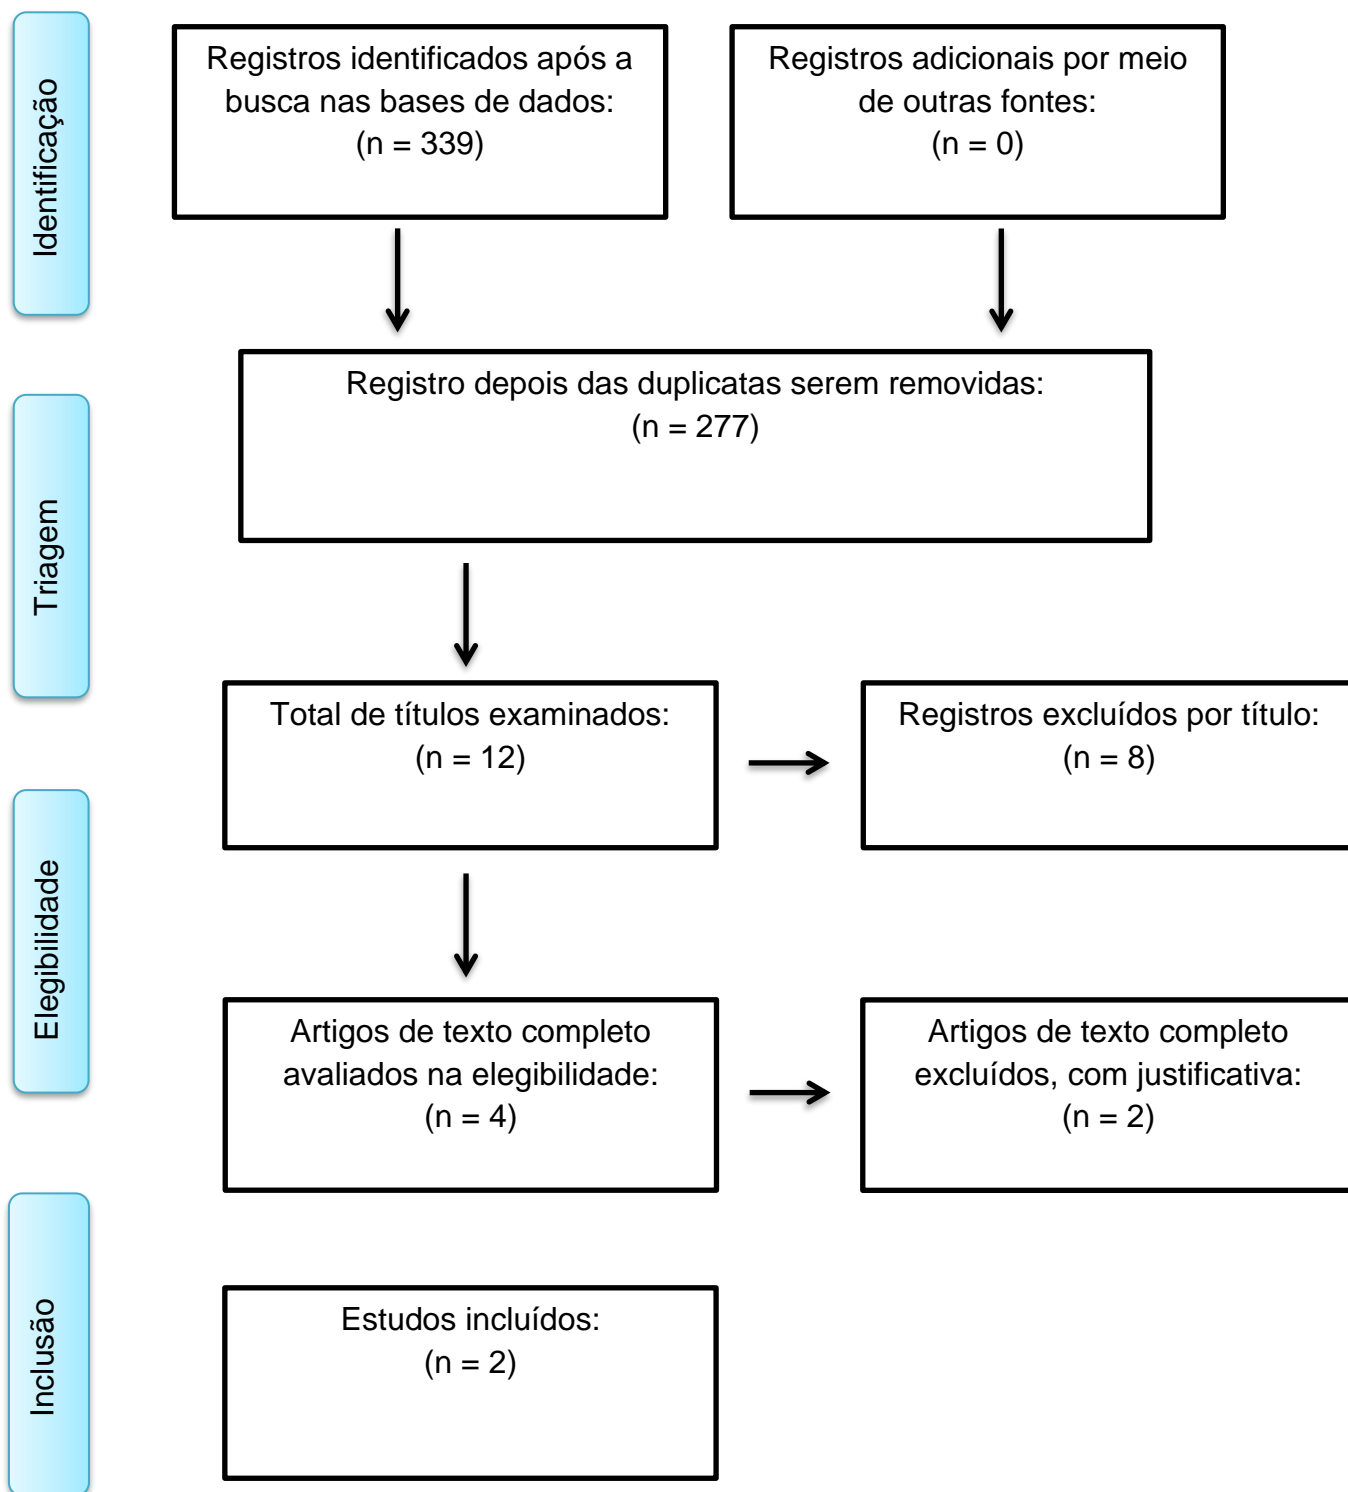 Identificação
Registros identificados após a
busca nas bases de dados:
(n = 339)
Registros adicionais por meio
de outras fontes:
(n = 0)
Triagem
Registro depois das duplicatas serem removidas:
(n = 277)
Total de títulos examinados:
(n = 12)
Registros excluídos por título:
(n = 8)
Elegibilidade
Artigos de texto completo
avaliados na elegibilidade:
(n = 4)
Artigos de texto completo
excluídos, com justificativa:
(n = 2)
Inclusão
Estudos incluídos:
(n = 2)